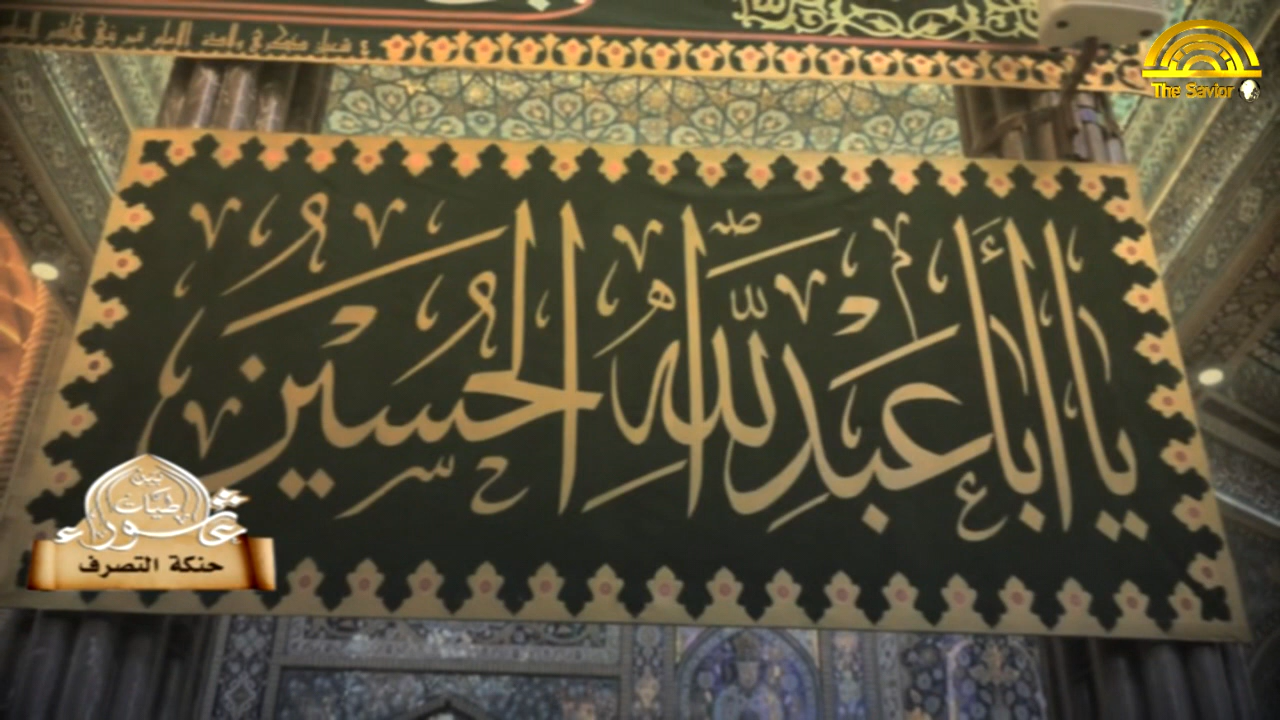 The Savior
يا أبا عبد الله الحسين
بين
طيات
عاشوراء
حنكة التصرف